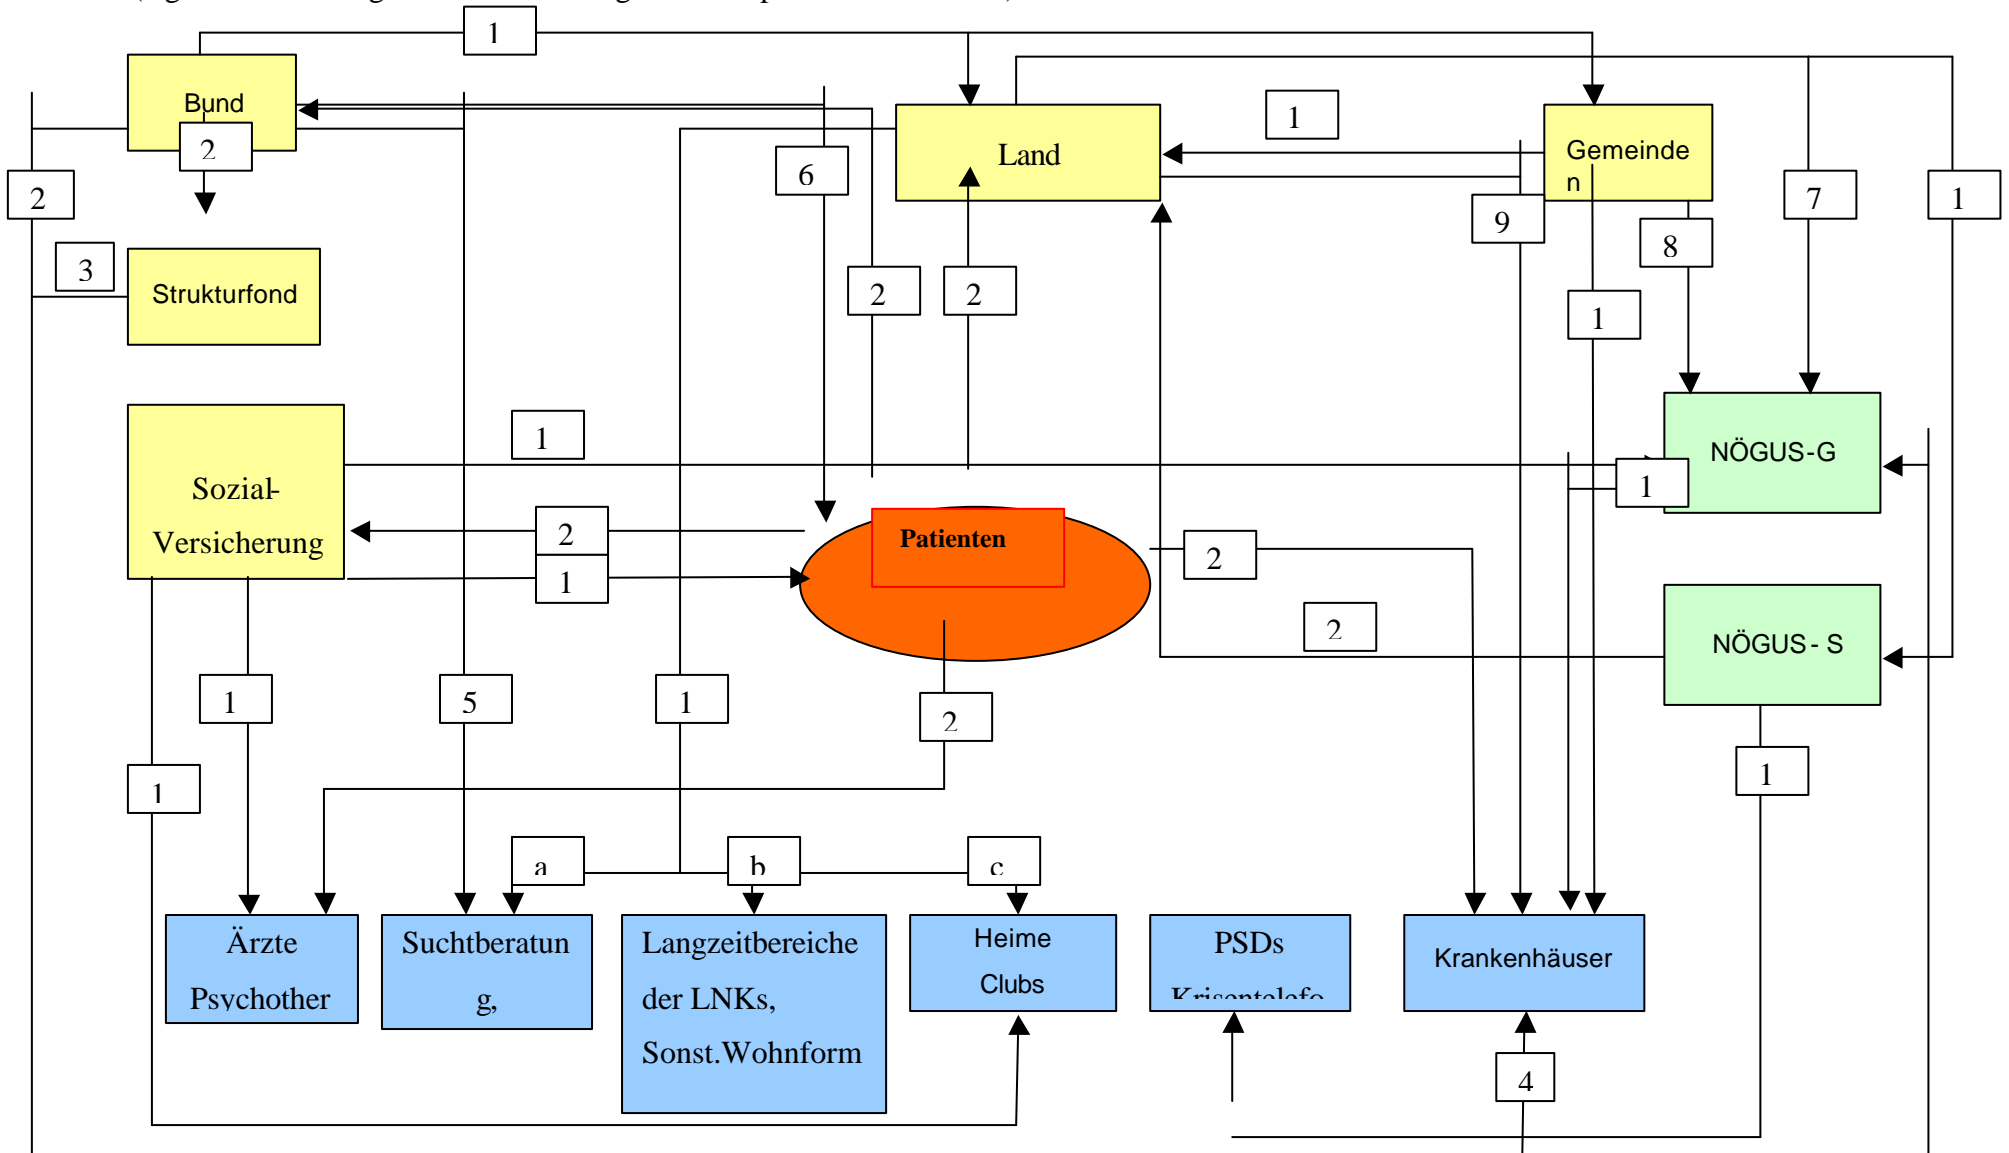 1
Bund
2
1
Land
Gemeinde
n
6
2
9
8
7
1
3
Strukturfond
2
2
1
1
NÖGUS-G
1
Sozial-
Versicherung
2
1
Patienten
2
2
NÖGUS- S
1
5
1
2
1
1
a
b
c
Ärzte
Psychother
Suchtberatun
g,
Langzeitbereiche
der LNKs,
Sonst.Wohnform
Heime
Clubs
PSDs
Krisentelefo
Krankenhäuser
4